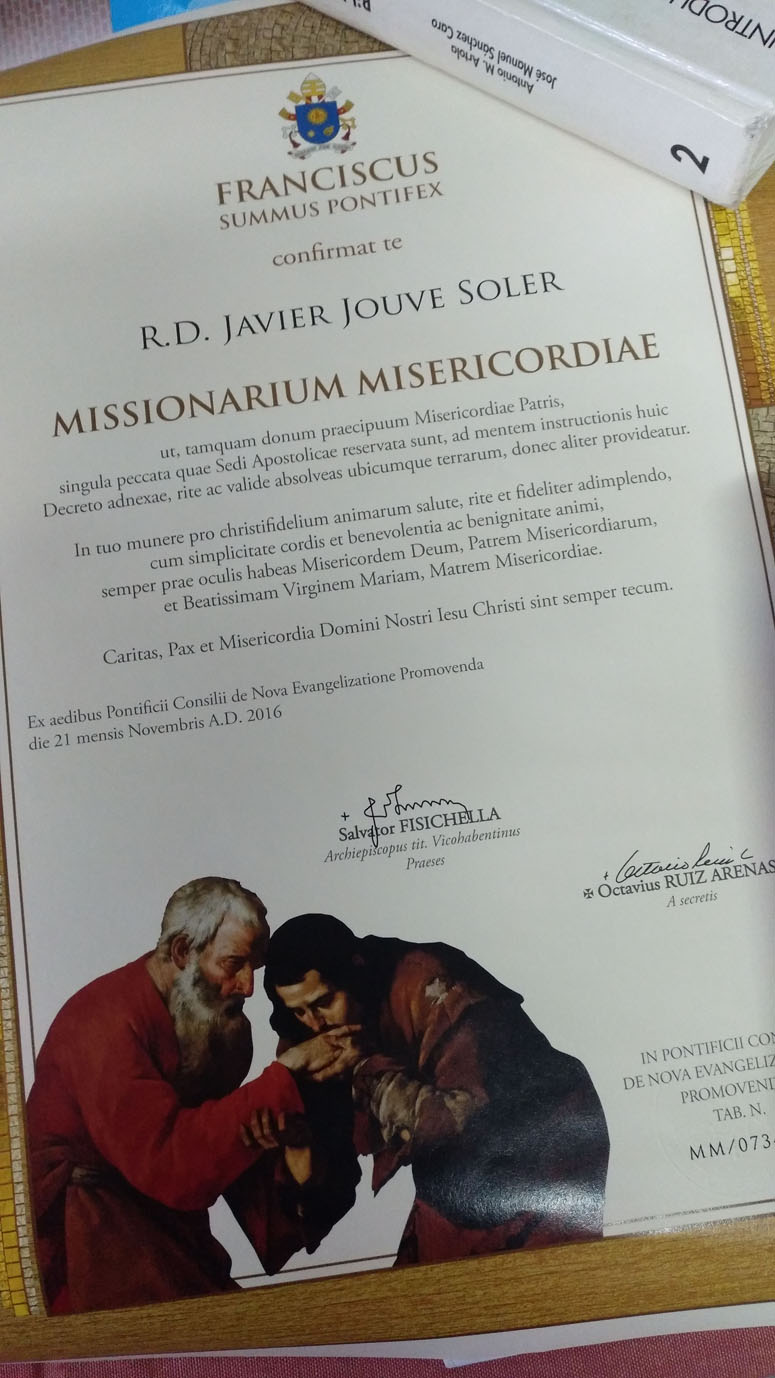 Antonio M. Artola
José Manuel Sánchez Caro
2
FRANCISCUS
SUMMUS PONTIFEX
confirmat te
R.D. JAVIER JOUVE SOLER
MISSIONARIUM MISERICORDIAE
ut, tamquam donum praecipuum Misericordiae Patris,
singula peccata quae Sedi Apostolicae reservata sunt, ad mentem instructionis huic
Decreto adnexae, rite ac valide absolveas ubicumque terrarum, donec aliter provideatur.
In tuo munere pro christifidelium animarum salute, rite et fideliter adimplendo,
cum simplicitate cordis et benevolentia ac benignitate animi,
semper prae oculis habeas Misericordem Deum, Patrem Misericordiarum,
et Beatissimam Virginem Mariam, Matrem Misericordiae.
Caritas, Pax et Misericordia Domini Nostri Iesu Christi sint semper tecum.
Ex aedibus Pontificii Consilii de Nova Evangelizatione Promovenda
die 21 mensis Novembris A.D. 2016
+ Salvator FISICHELLA
Archiepiscopus tit. Vicohabentinus
Praeses
✠ Octavius RUIZ ARENAS
A secretis
IN PONTIFICII CON
DE NOVA EVANGELIZ
PROMOVEN
TAB. N.
MM/073